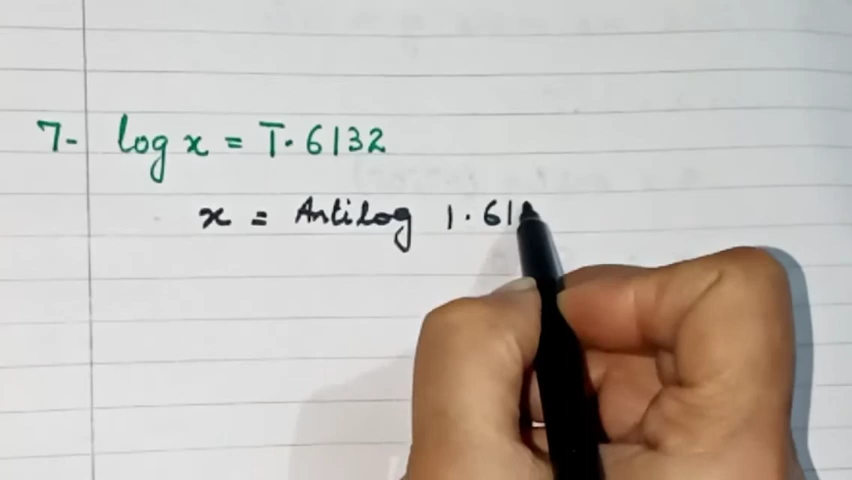 7- log x = 1̅.6132
x = Antilog 1.61